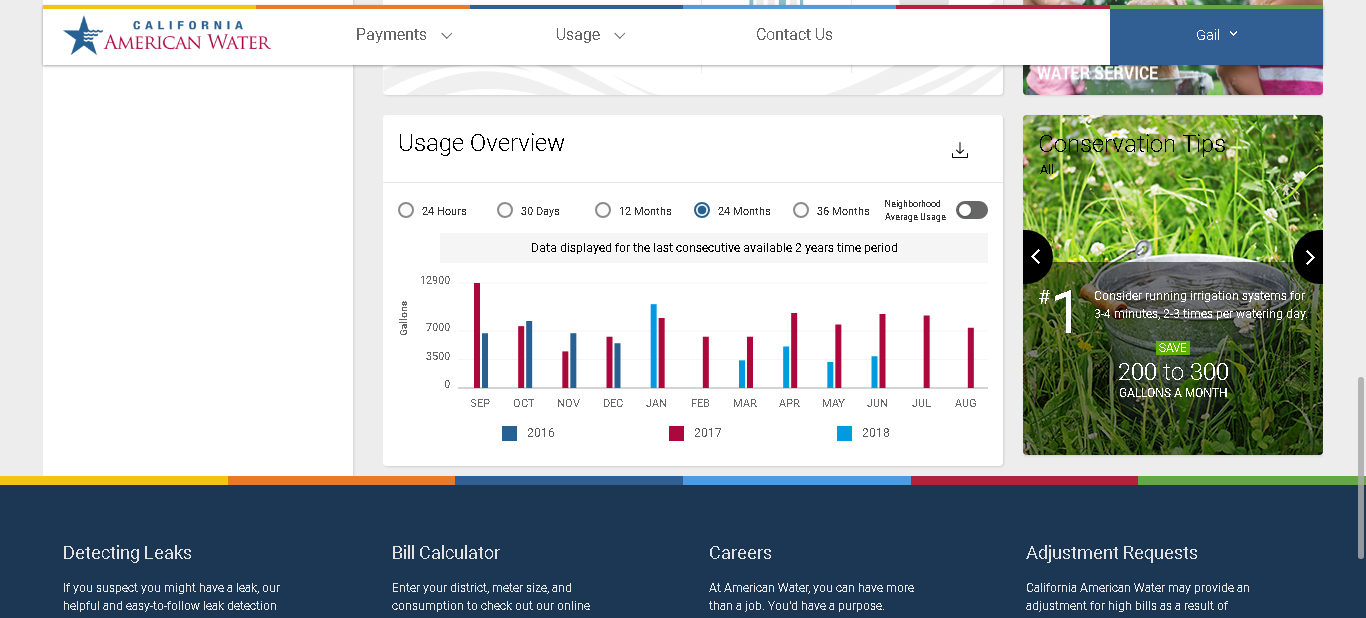 CALIFORNIA
AMERICAN WATER
Payments
Usage
Contact Us
Gail
WATER SERVICE
Usage Overview
24 Hours
30 Days
12 Months
24 Months
36 Months
Neighborhood
Average Usage
Data displayed for the last consecutive available 2 years time period
12900
7000
3500
0
Gallons
SEP OCT NOV DEC JAN FEB MAR APR MAY JUN JUL AUG
2016 2017 2018
Conservation Tips
All
#1
Consider running irrigation systems for
3-4 minutes, 2-3 times per watering day.
SAVE
200 to 300
GALLONS A MONTH
Detecting Leaks
If you suspect you might have a leak, our
helpful and easy-to-follow leak detection
Bill Calculator
Enter your district, meter size, and
consumption to check out our online
Careers
At American Water, you can have more
than a job. You'd have a purpose.
Adjustment Requests
California American Water may provide an
adjustment for high bills as a result of